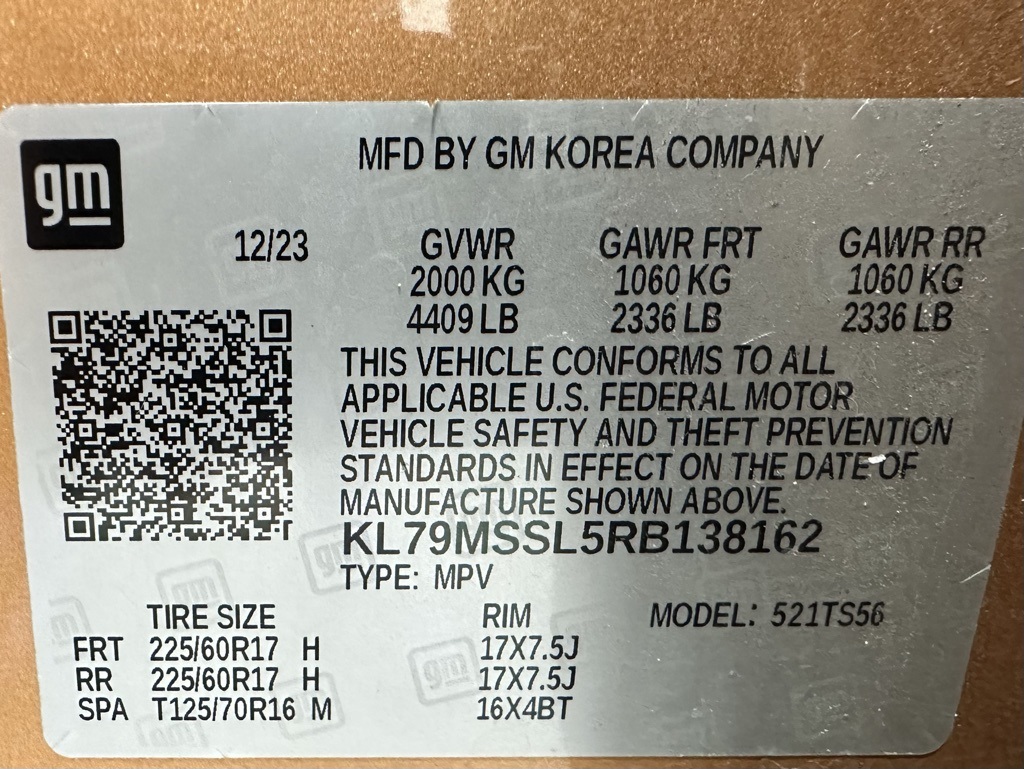 gm
MFD BY GM KOREA COMPANY
12/23 GVWR GAWR FRT GAWR RR
2000 KG 1060 KG 1060 KG
4409 LB 2336 LB 2336 LB
THIS VEHICLE CONFORMS TO ALL
APPLICABLE U.S. FEDERAL MOTOR
VEHICLE SAFETY AND THEFT PREVENTION
STANDARDS IN EFFECT ON THE DATE OF
MANUFACTURE SHOWN ABOVE.
KL79MSSL5RB138162
TYPE: MPV
TIRE SIZE RIM MODEL: 521TS56
FRT 225/60R17 H 17X7.5J
RR 225/60R17 H 17X7.5J
SPA T125/70R16 M 16X4BT